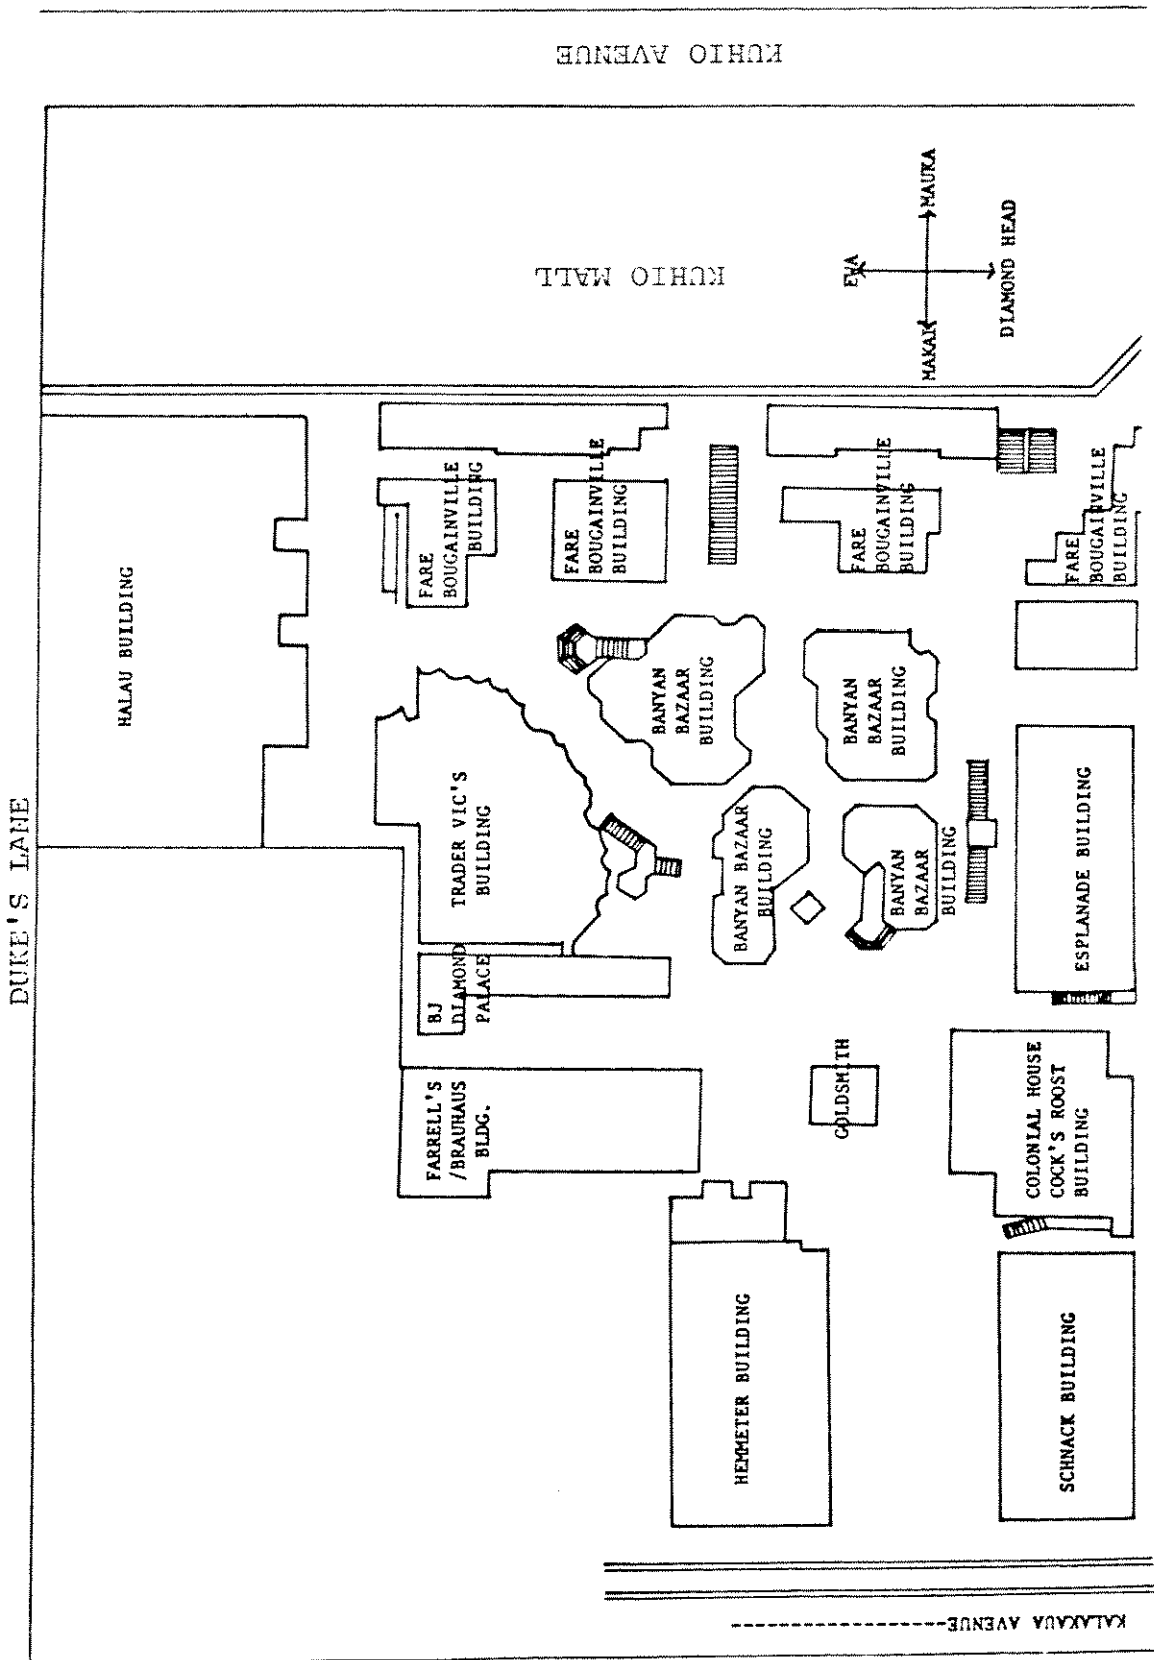 KUHIO AVENUE
KUHIO MALL
EWA
MAUKA
MAKAI
DIAMOND HEAD
DUKE'S LANE
HALAU BUILDING
FARE
BOUGAINVILLE
BUILDING
FARE
BOUGAINVILLE
BUILDING
FARE
BOUGAINVILLE
BUILDING
FARE
BOUGAINVILLE
BUILDING
TRADER VIC'S
BUILDING
BANYAN
BAZAAR
BUILDING
BANYAN
BAZAAR
BUILDING
BANYAN BAZAAR
BUILDING
BANYAN
BAZAAR
BUILDING
ESPLANADE BUILDING
BJ
DIAMOND
PALACE
FARRELL'S
/BRAUHAUS
BLDG.
GOLDSMITH
COLONIAL HOUSE
COCK'S ROOST
BUILDING
HEMMETER BUILDING
SCHNACK BUILDING
KALAKAUA AVENUE--------------------